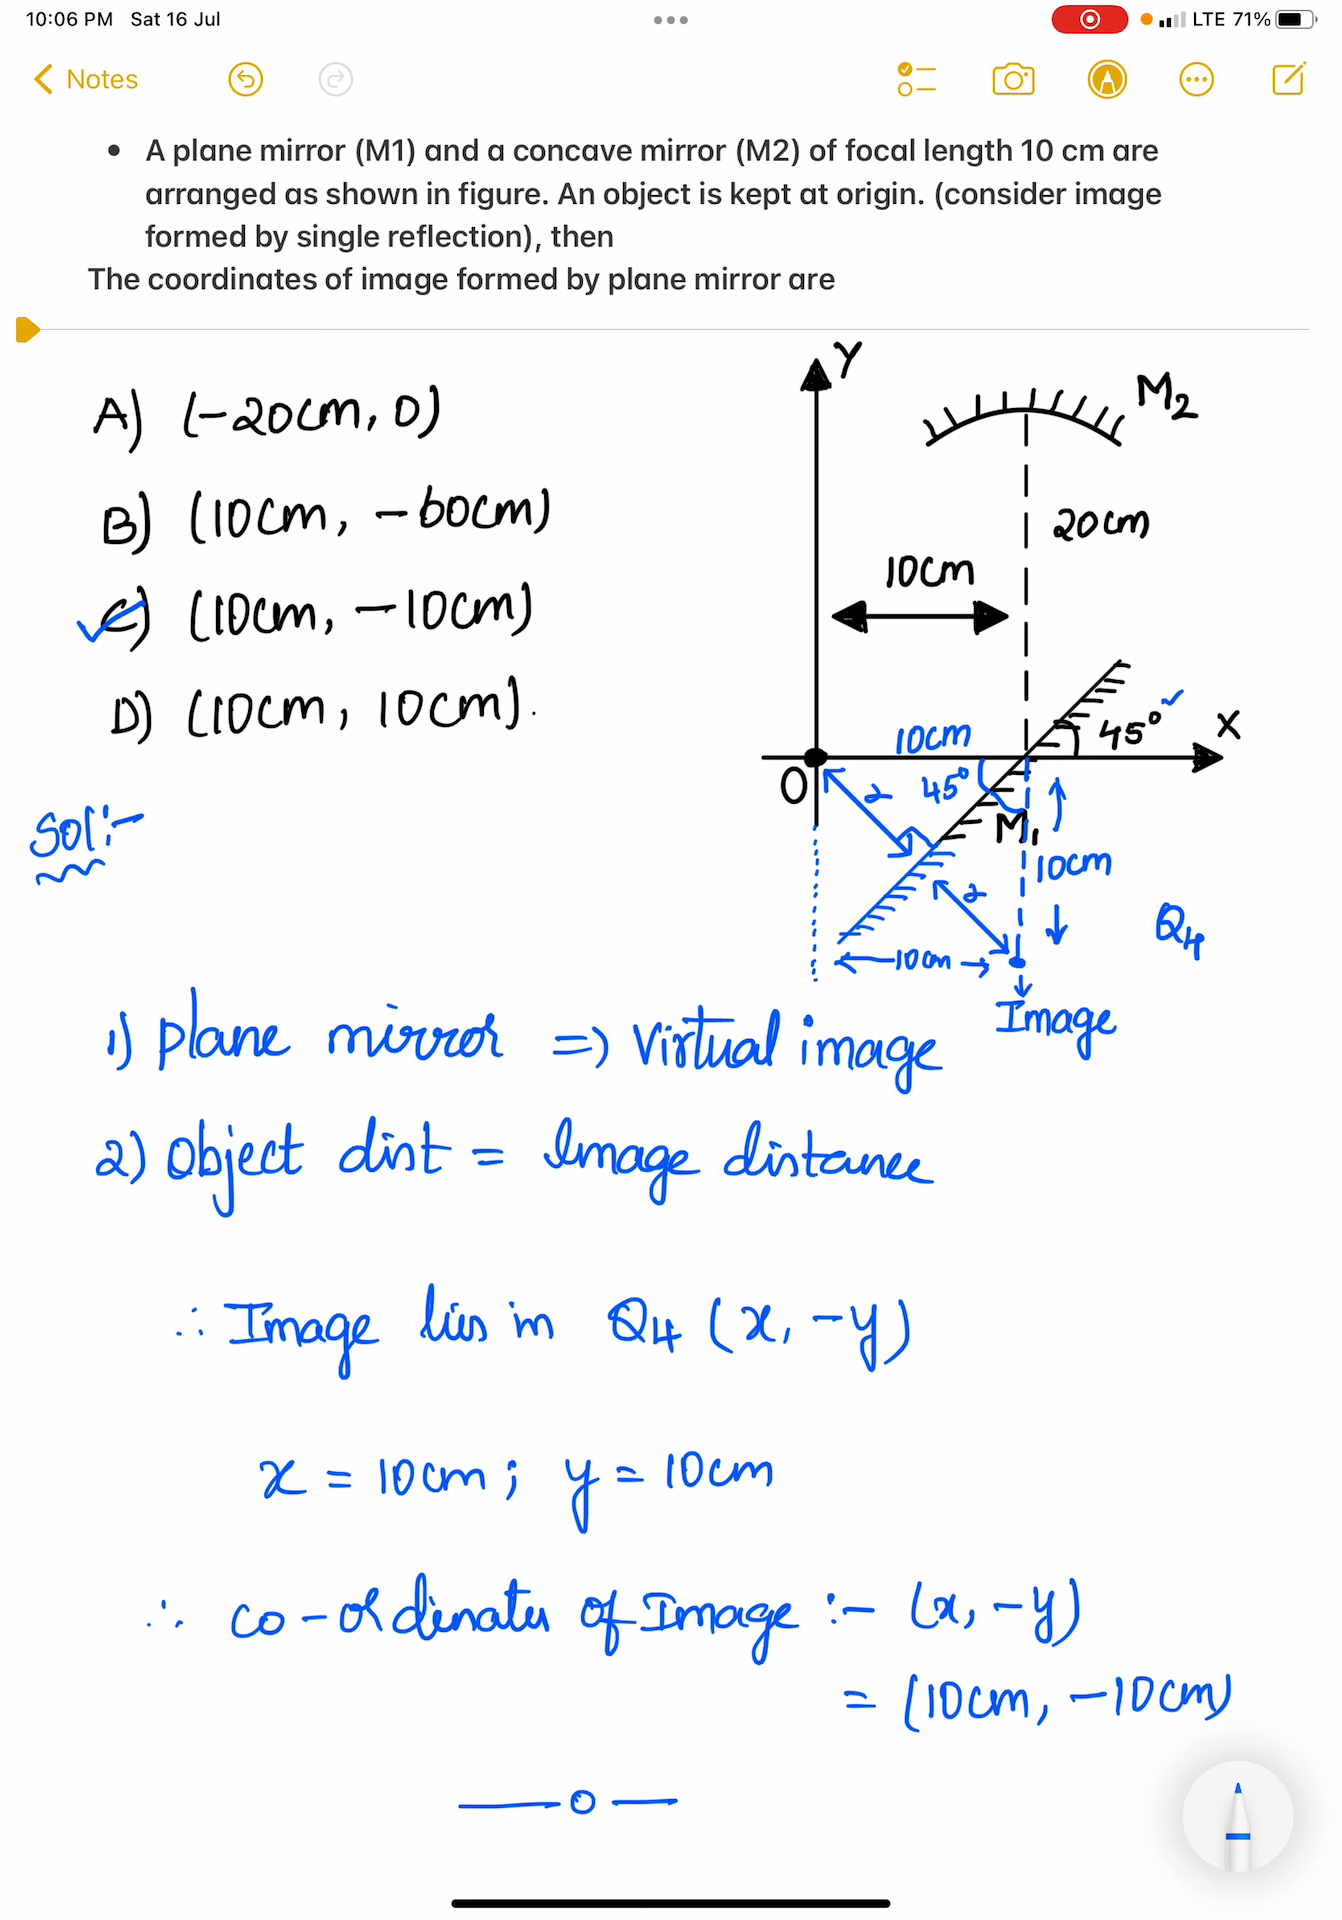 10:06 PM Sat 16 Jul
LTE 71%
Notes
• A plane mirror (M1) and a concave mirror (M2) of focal length 10 cm are
arranged as shown in figure. An object is kept at origin. (consider image
formed by single reflection), then
The coordinates of image formed by plane mirror are
A) (-20cm, 0)
B) (10cm, -60cm)
C) (10cm, -10cm)
D) (10cm, 10cm).
Y
M2
20cm
10cm
45°
X
10cm
O
2
45°
M1
10cm
2
Q4
10cm
Image
Sol:-
1) plane mirror => Virtual image
2) Object dist = Image distance
∴ Image lies in Q4 (x, -y)
x = 10cm; y = 10cm
∴ co-ordinates of Image :- (x, -y)
= (10cm, -10cm)